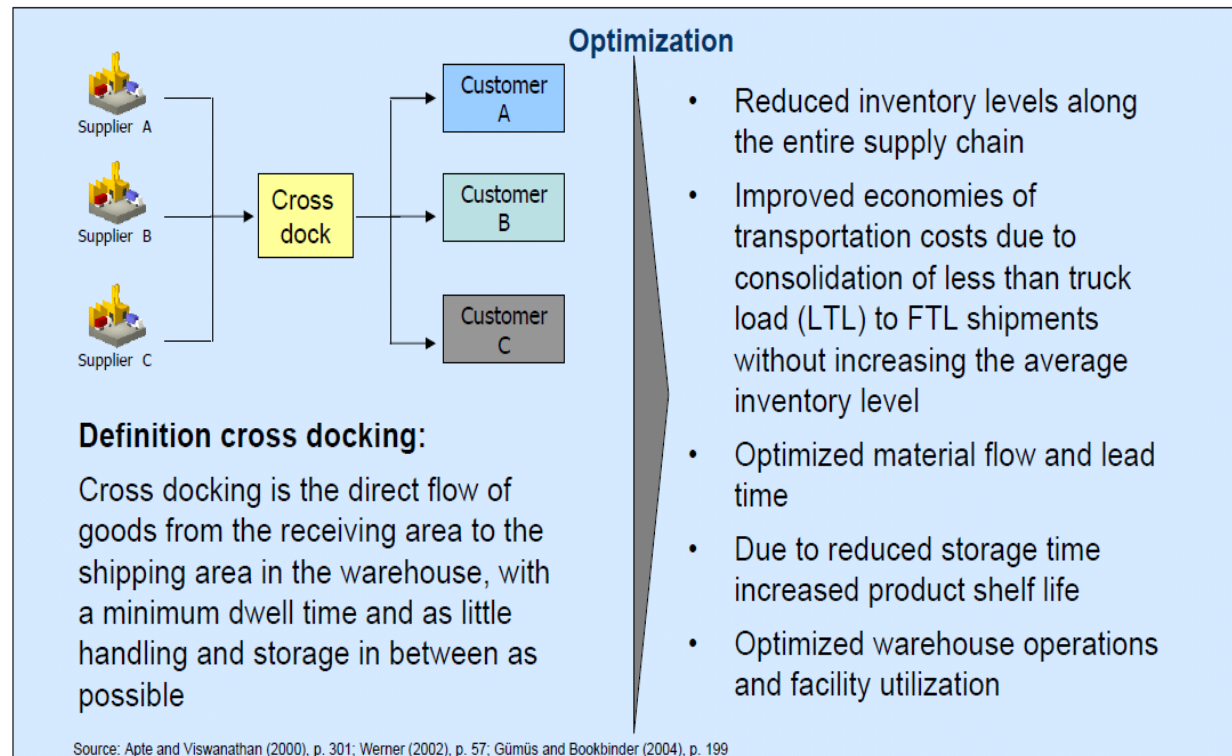 Optimization
Supplier A
Supplier B
Supplier C
Cross
dock
Customer
A
Customer
B
Customer
C
Definition cross docking:
Cross docking is the direct flow of
goods from the receiving area to the
shipping area in the warehouse, with
a minimum dwell time and as little
handling and storage in between as
possible
• Reduced inventory levels along
the entire supply chain
• Improved economies of
transportation costs due to
consolidation of less than truck
load (LTL) to FTL shipments
without increasing the average
inventory level
• Optimized material flow and lead
time
• Due to reduced storage time
increased product shelf life
• Optimized warehouse operations
and facility utilization
Source: Apte and Viswanathan (2000), p. 301; Werner (2002), p. 57; Gümüs and Bookbinder (2004), p. 199